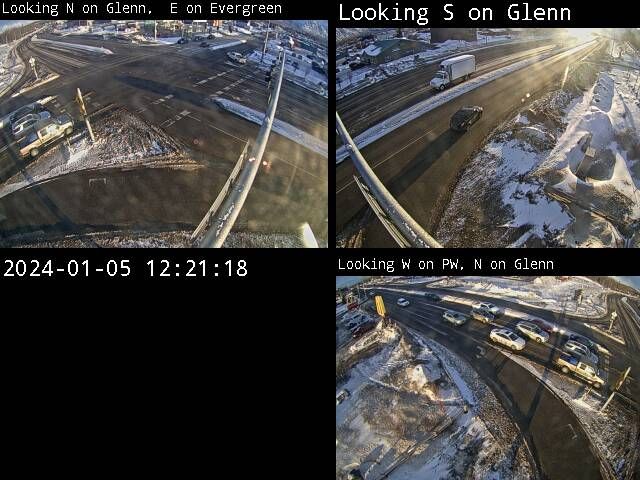 Looking N on Glenn,  E on Evergreen
Looking S on Glenn
2024-01-05 12:21:18
Looking W on PW, N on Glenn